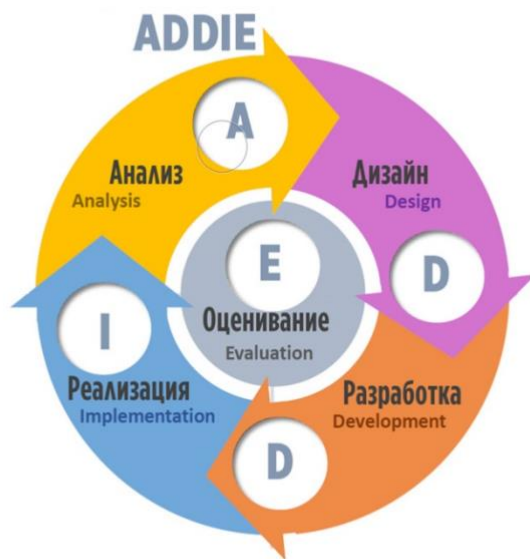 ADDIE
A
Анализ
Analysis
Дизайн
Design
D
E
Оценивание
Evaluation
I
Реализация
Implementation
Разработка
Development
D